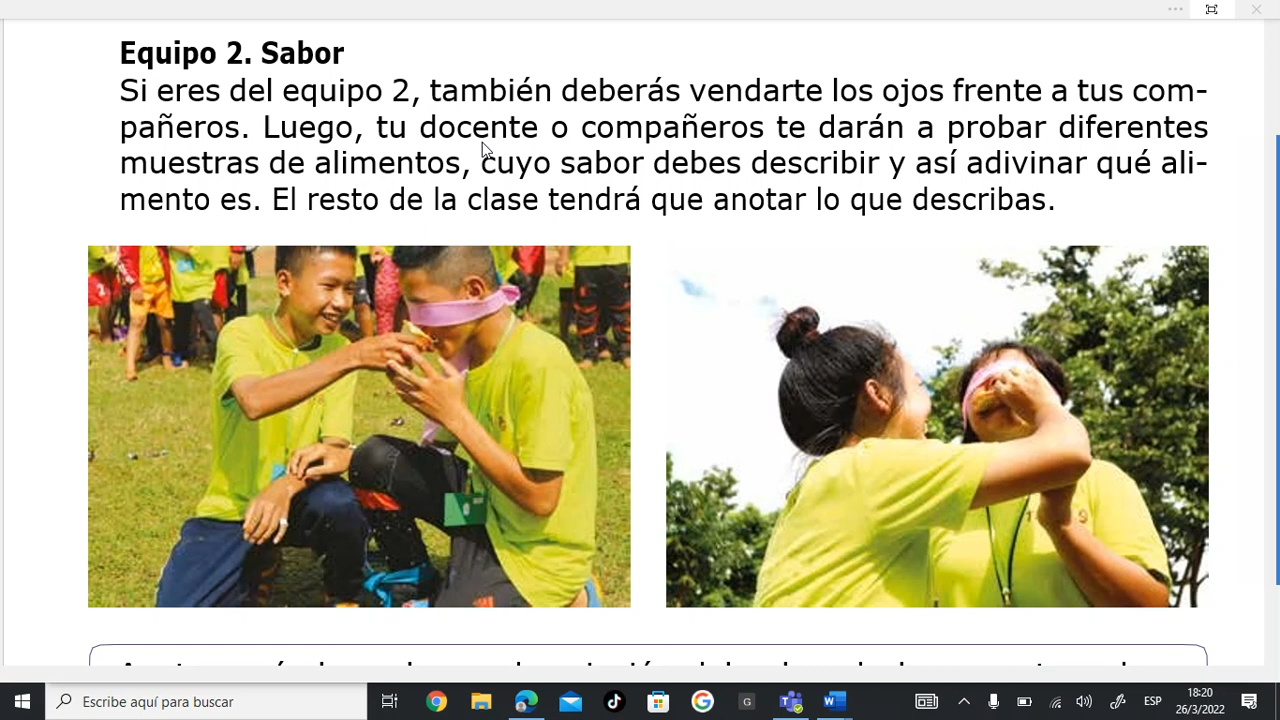 Equipo 2. Sabor
Si eres del equipo 2, también deberás vendarte los ojos frente a tus com-
pañeros. Luego, tu docente o compañeros te darán a probar diferentes
muestras de alimentos, cuyo sabor debes describir y así adivinar qué ali-
mento es. El resto de la clase tendrá que anotar lo que describas.
Escribe aquí para buscar
G
ESP
18:20
26/3/2022